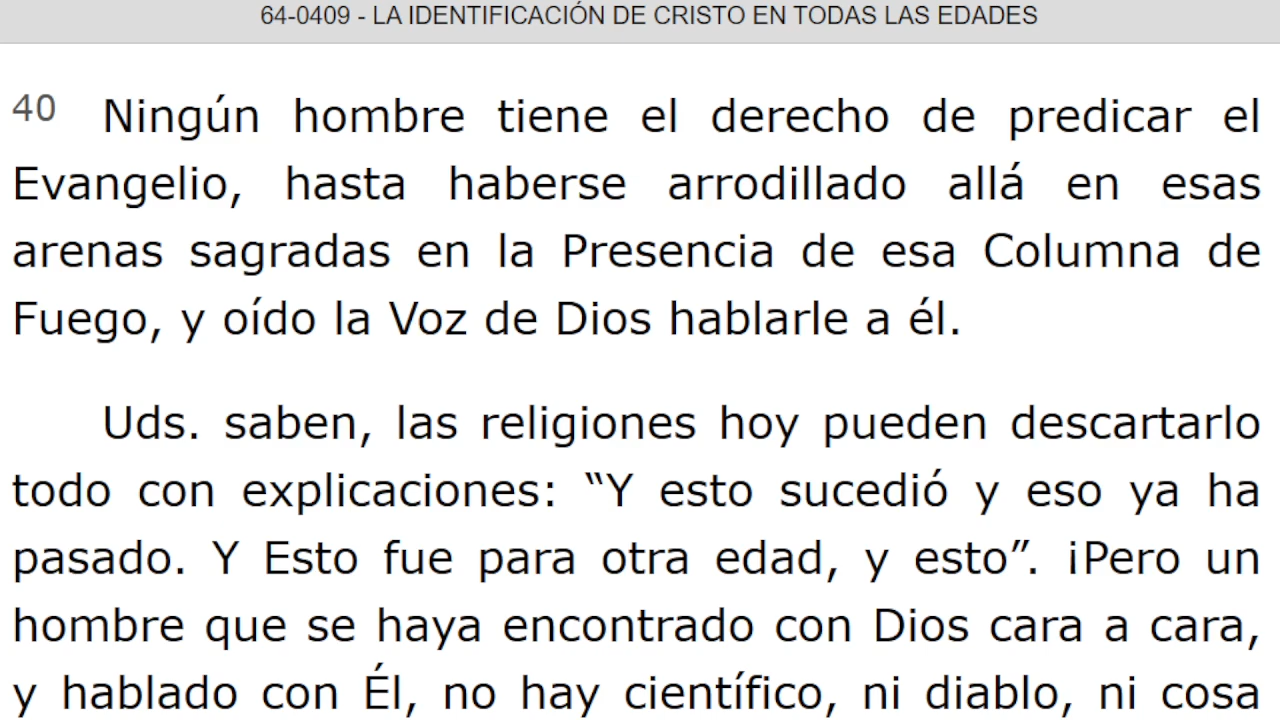 64-0409 - LA IDENTIFICACIÓN DE CRISTO EN TODAS LAS EDADES
40 Ningún hombre tiene el derecho de predicar el
Evangelio, hasta haberse arrodillado allá en esas
arenas sagradas en la Presencia de esa Columna de
Fuego, y oído la Voz de Dios hablarle a él.
Uds. saben, las religiones hoy pueden descartarlo
todo con explicaciones: “Y esto sucedió y eso ya ha
pasado. Y Esto fue para otra edad, y esto”. ¡Pero un
hombre que se haya encontrado con Dios cara a cara,
y hablado con Él, no hay científico, ni diablo, ni cosa